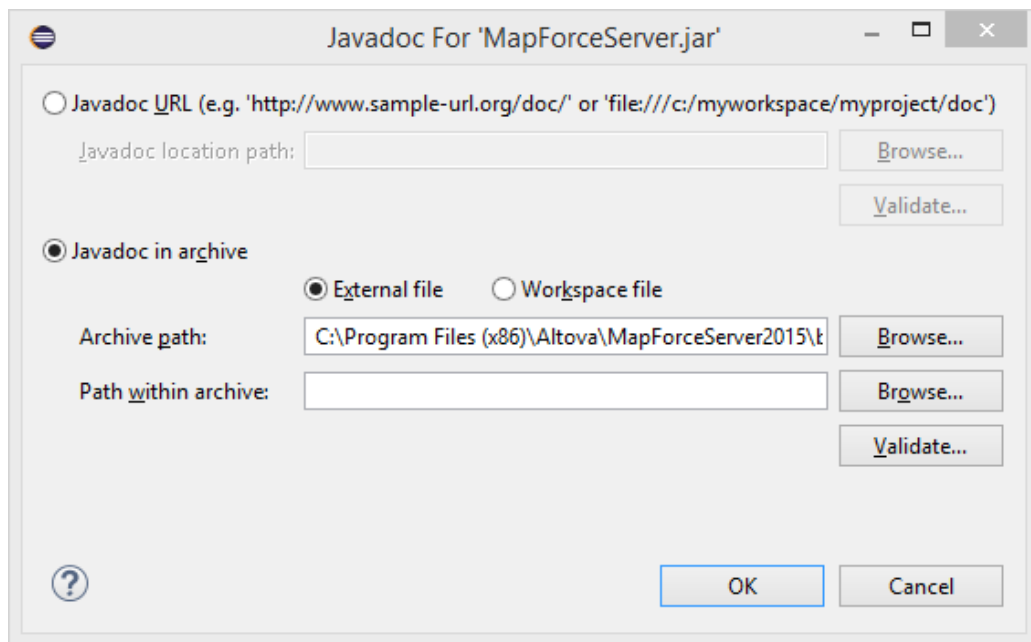 Javadoc For 'MapForceServer.jar'
Javadoc URL (e.g. 'http://www.sample-url.org/doc/' or 'file:///c:/myworkspace/myproject/doc')
Javadoc location path: Browse...
Validate...
Javadoc in archive
External file Workspace file
Archive path: C:\Program Files (x86)\Altova\MapForceServer2015\b Browse...
Path within archive: Browse...
Validate...
? OK Cancel